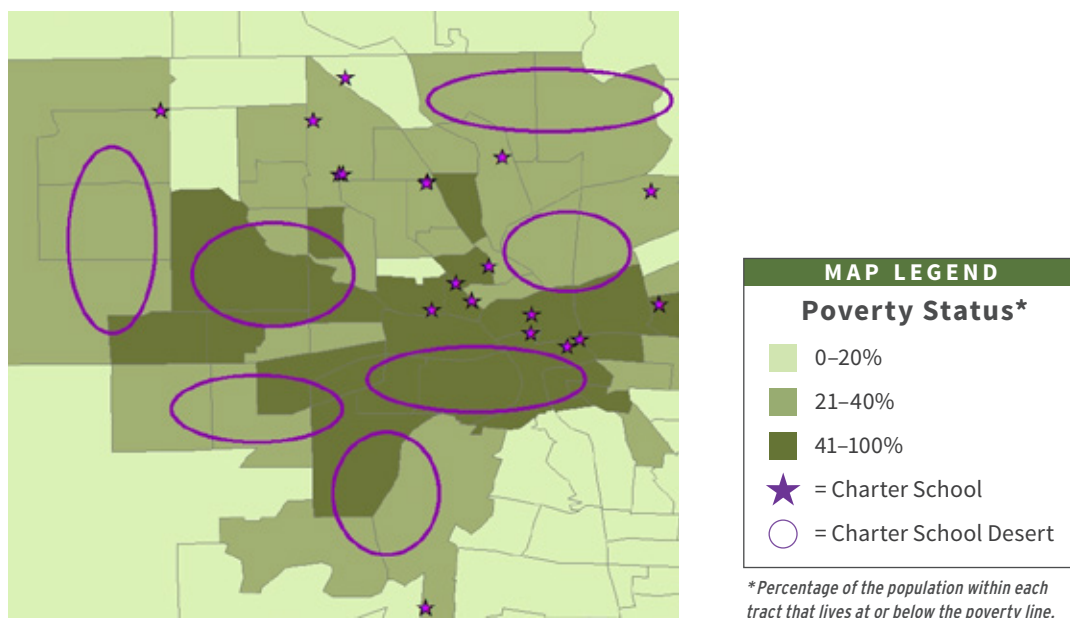 MAP LEGEND
Poverty Status*
0–20%
21–40%
41–100%
= Charter School
= Charter School Desert
*Percentage of the population within each
tract that lives at or below the poverty line.